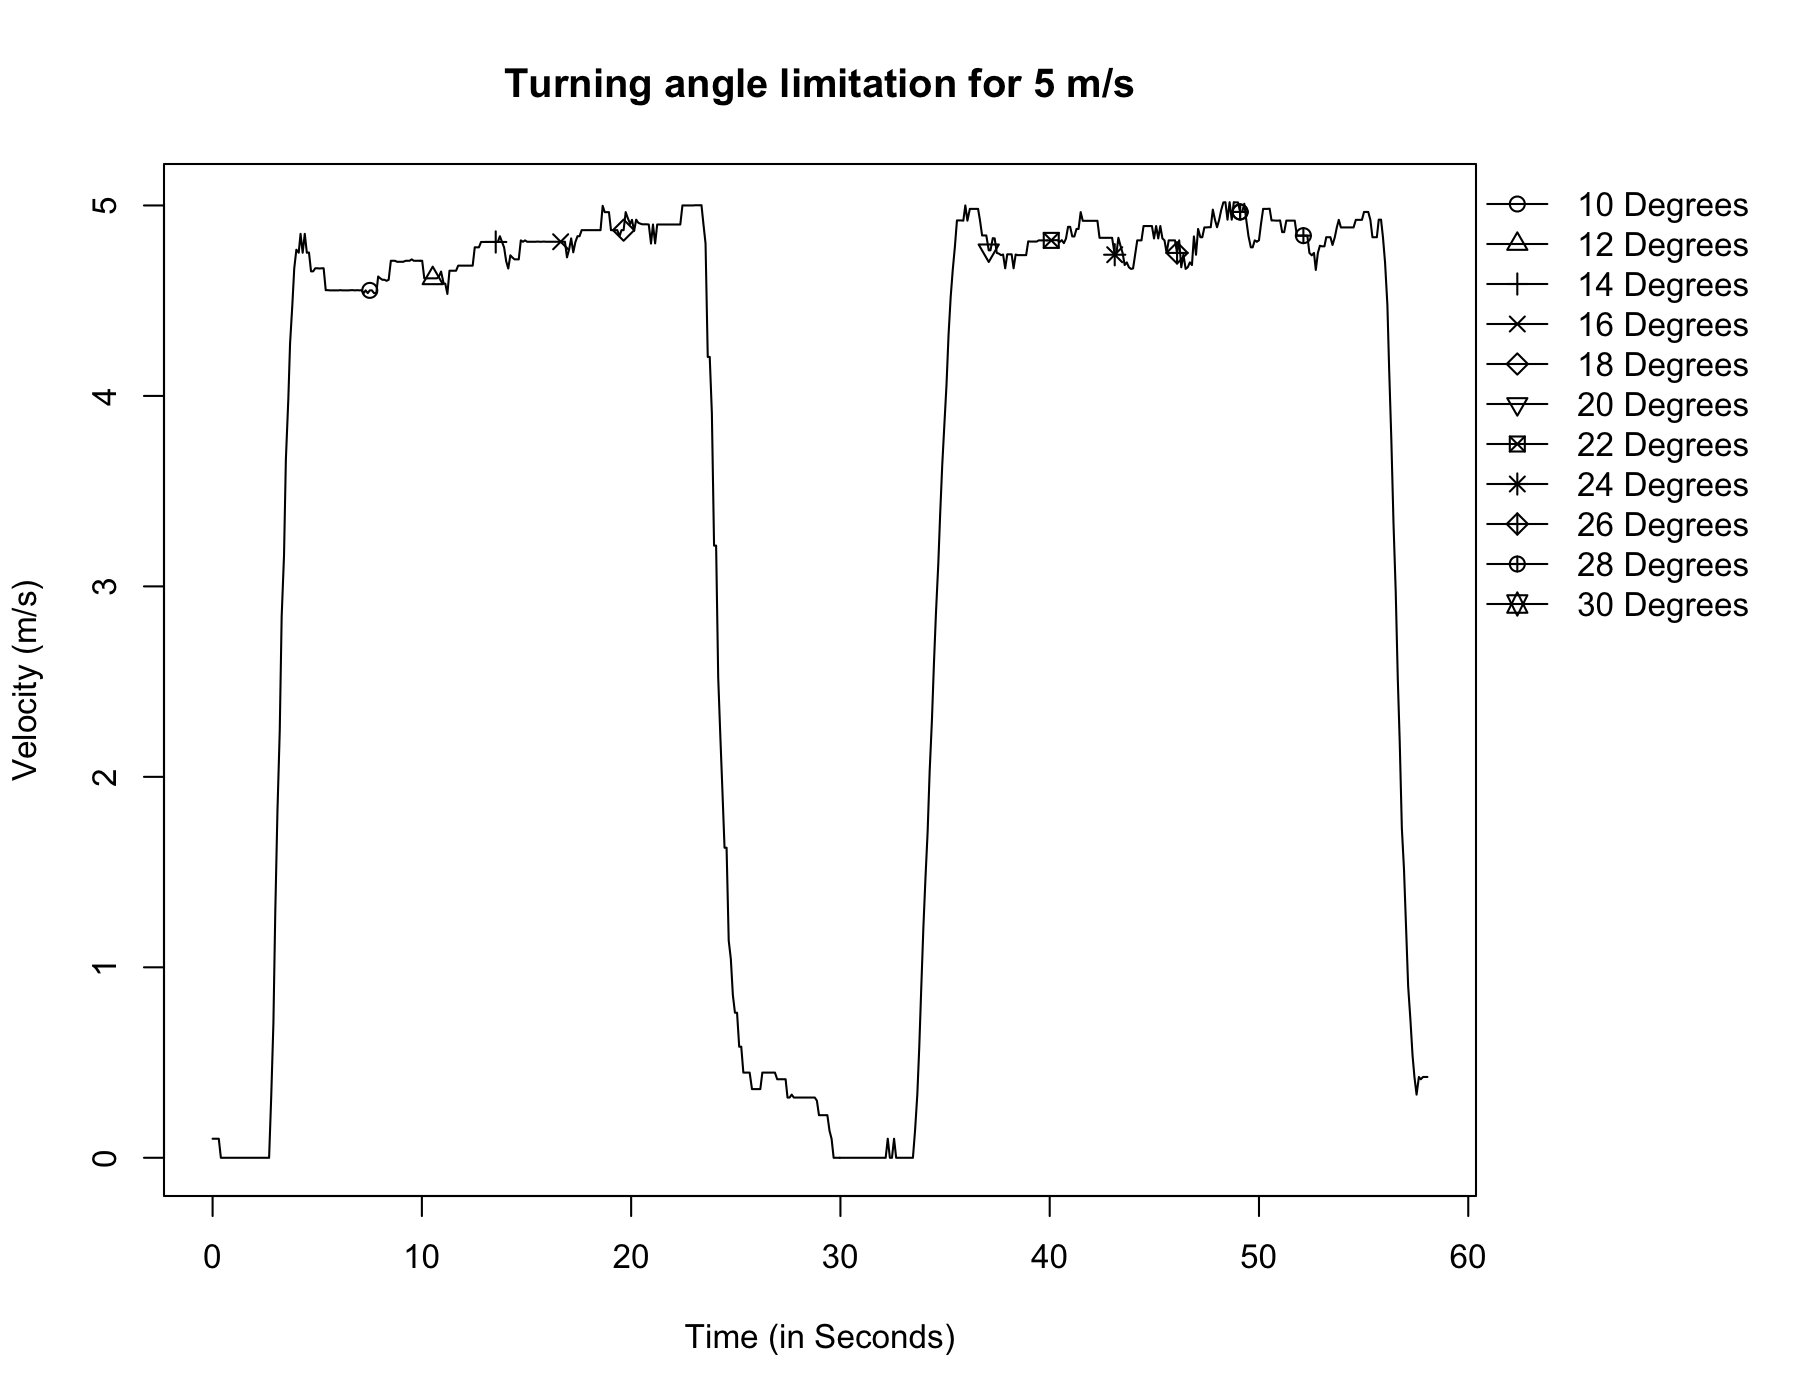 Turning angle limitation for 5 m/s
Velocity (m/s)
5
4
3
2
1
0
0 10 20 30 40 50 60
Time (in Seconds)
10 Degrees
12 Degrees
14 Degrees
16 Degrees
18 Degrees
20 Degrees
22 Degrees
24 Degrees
26 Degrees
28 Degrees
30 Degrees